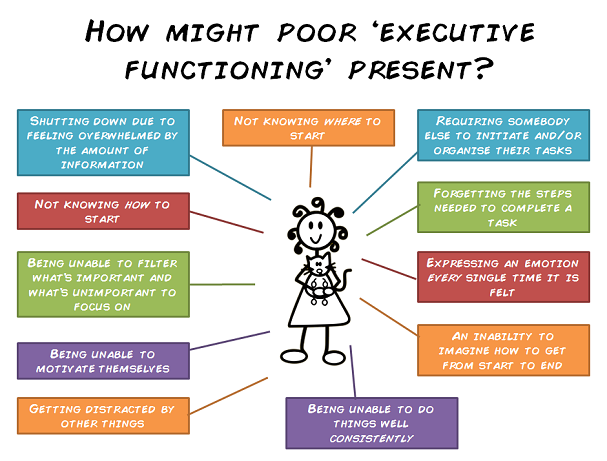 How might poor ‘executive
functioning’ present?
Shutting down due to
feeling overwhelmed by
the amount of
information
Not knowing where to
start
Requiring somebody
else to initiate and/or
organise their tasks
Not knowing how to
start
Forgetting the steps
needed to complete a
task
Being unable to filter
what's important and
what's unimportant to
focus on
Expressing an emotion
every single time it is
felt
Being unable to
motivate themselves
An inability to
imagine how to get
from start to end
Getting distracted by
other things
Being unable to do
things well
consistently